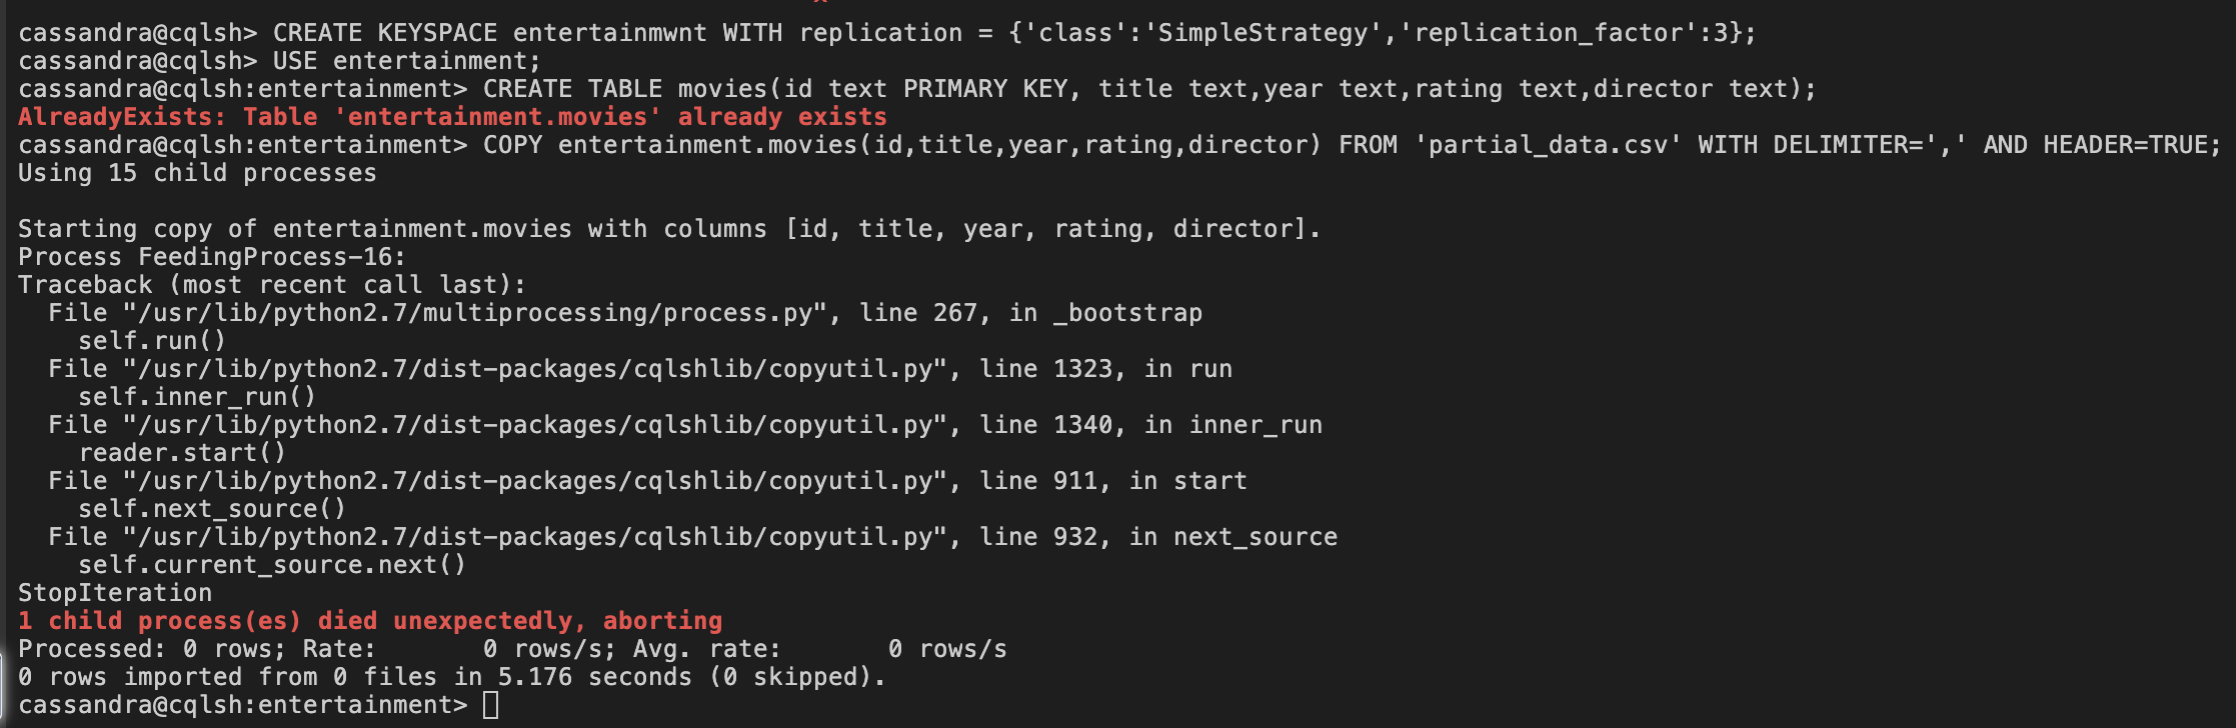 cassandra@cqlsh> CREATE KEYSPACE entertainmwnt WITH replication = {'class':'SimpleStrategy','replication_factor':3};
cassandra@cqlsh> USE entertainment;
cassandra@cqlsh:entertainment> CREATE TABLE movies(id text PRIMARY KEY, title text,year text,rating text,director text);
AlreadyExists: Table 'entertainment.movies' already exists
cassandra@cqlsh:entertainment> COPY entertainment.movies(id,title,year,rating,director) FROM 'partial_data.csv' WITH DELIMITER=',' AND HEADER=TRUE;
Using 15 child processes

Starting copy of entertainment.movies with columns [id, title, year, rating, director].
Process FeedingProcess-16:
Traceback (most recent call last):
  File "/usr/lib/python2.7/multiprocessing/process.py", line 267, in _bootstrap
    self.run()
  File "/usr/lib/python2.7/dist-packages/cqlshlib/copyutil.py", line 1323, in run
    self.inner_run()
  File "/usr/lib/python2.7/dist-packages/cqlshlib/copyutil.py", line 1340, in inner_run
    reader.start()
  File "/usr/lib/python2.7/dist-packages/cqlshlib/copyutil.py", line 911, in start
    self.next_source()
  File "/usr/lib/python2.7/dist-packages/cqlshlib/copyutil.py", line 932, in next_source
    self.current_source.next()
StopIteration
1 child process(es) died unexpectedly, aborting
Processed: 0 rows; Rate:       0 rows/s; Avg. rate:       0 rows/s
0 rows imported from 0 files in 5.176 seconds (0 skipped).
cassandra@cqlsh:entertainment>